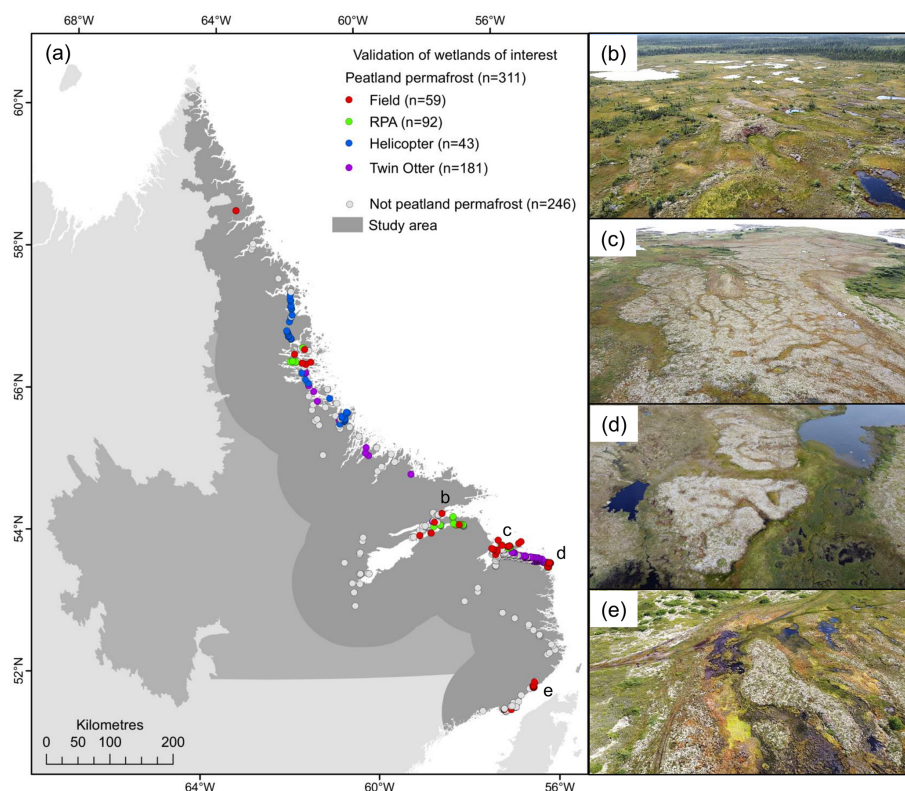 64°W 60°W 56°W
(a)
Validation of wetlands of interest
Peatland permafrost (n=311)
Field (n=59)
RPA (n=92)
Helicopter (n=43)
Twin Otter (n=181)
Not peatland permafrost (n=246)
Study area
60°N
58°N
56°N
54°N
52°N
b
c
d
e
Kilometres
0 50 100 200
64°W 60°W 56°W
(b)
(c)
(d)
(e)